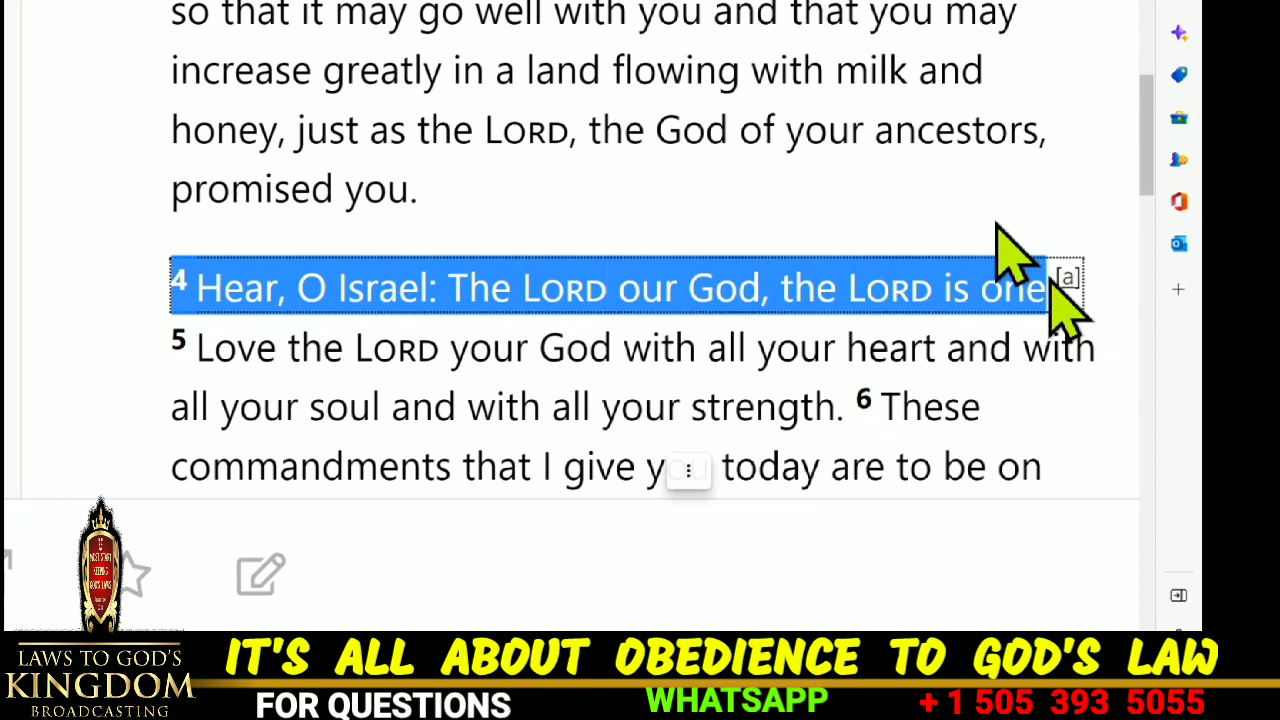 so that it may go well with you and that you may
increase greatly in a land flowing with milk and
honey, just as the LORD, the God of your ancestors,
promised you.
4 Hear, O Israel: The LORD our God, the LORD is one [a]
5 Love the LORD your God with all your heart and with
all your soul and with all your strength. 6 These
commandments that I give you today are to be on
IT'S ALL ABOUT OBEDIENCE TO GOD'S LAW
LAWS TO GOD'S
KINGDOM
BROADCASTING
FOR QUESTIONS WHATSAPP + 1 505 393 5055